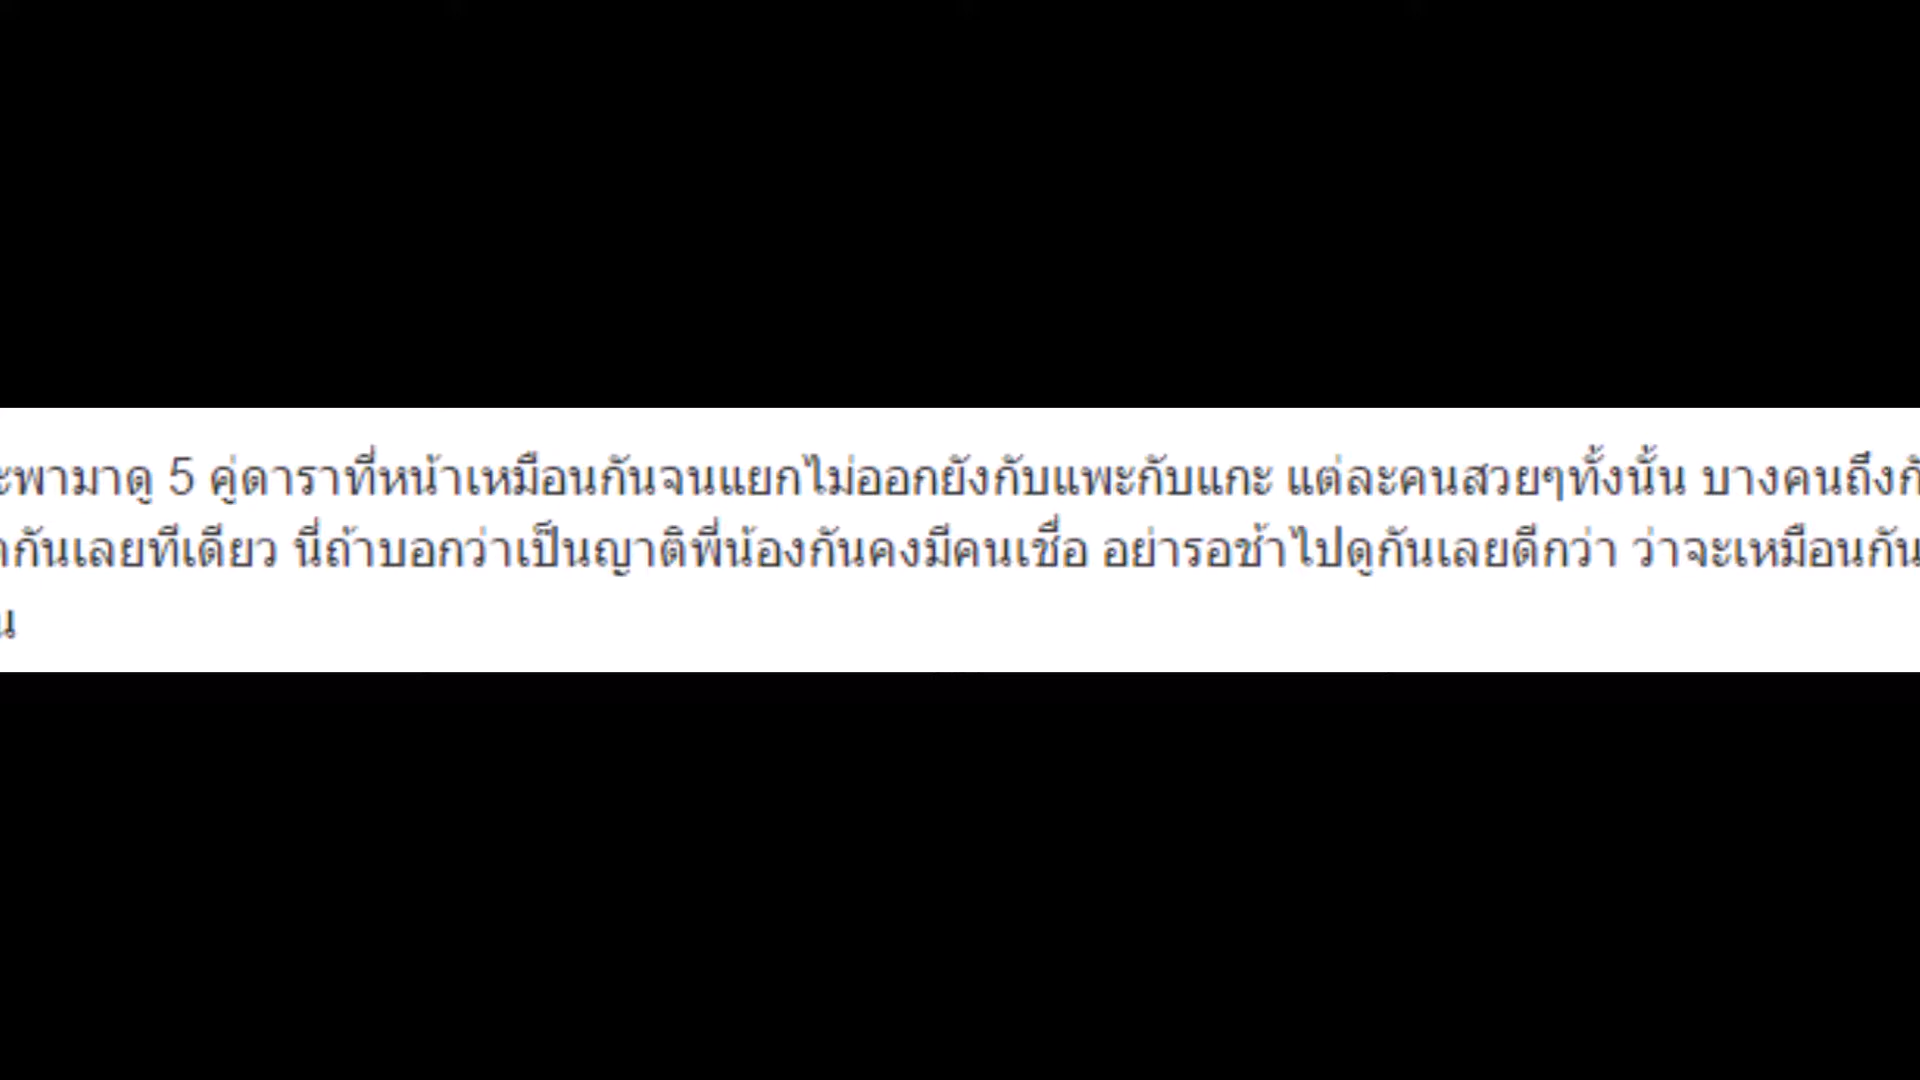 พามาดู 5 คู่ดาราที่หน้าเหมือนกันจนแยกไม่ออกยังกับแพะกับแกะ แต่ละคนสวยๆทั้งนั้น บางคนถึง
กันเลยทีเดียว นี่ถ้าบอกว่าเป็นญาติพี่น้องกันคงมีคนเชื่อ อย่ารอช้าไปดูกันเลยดีกว่า ว่าจะเหมือนกัน